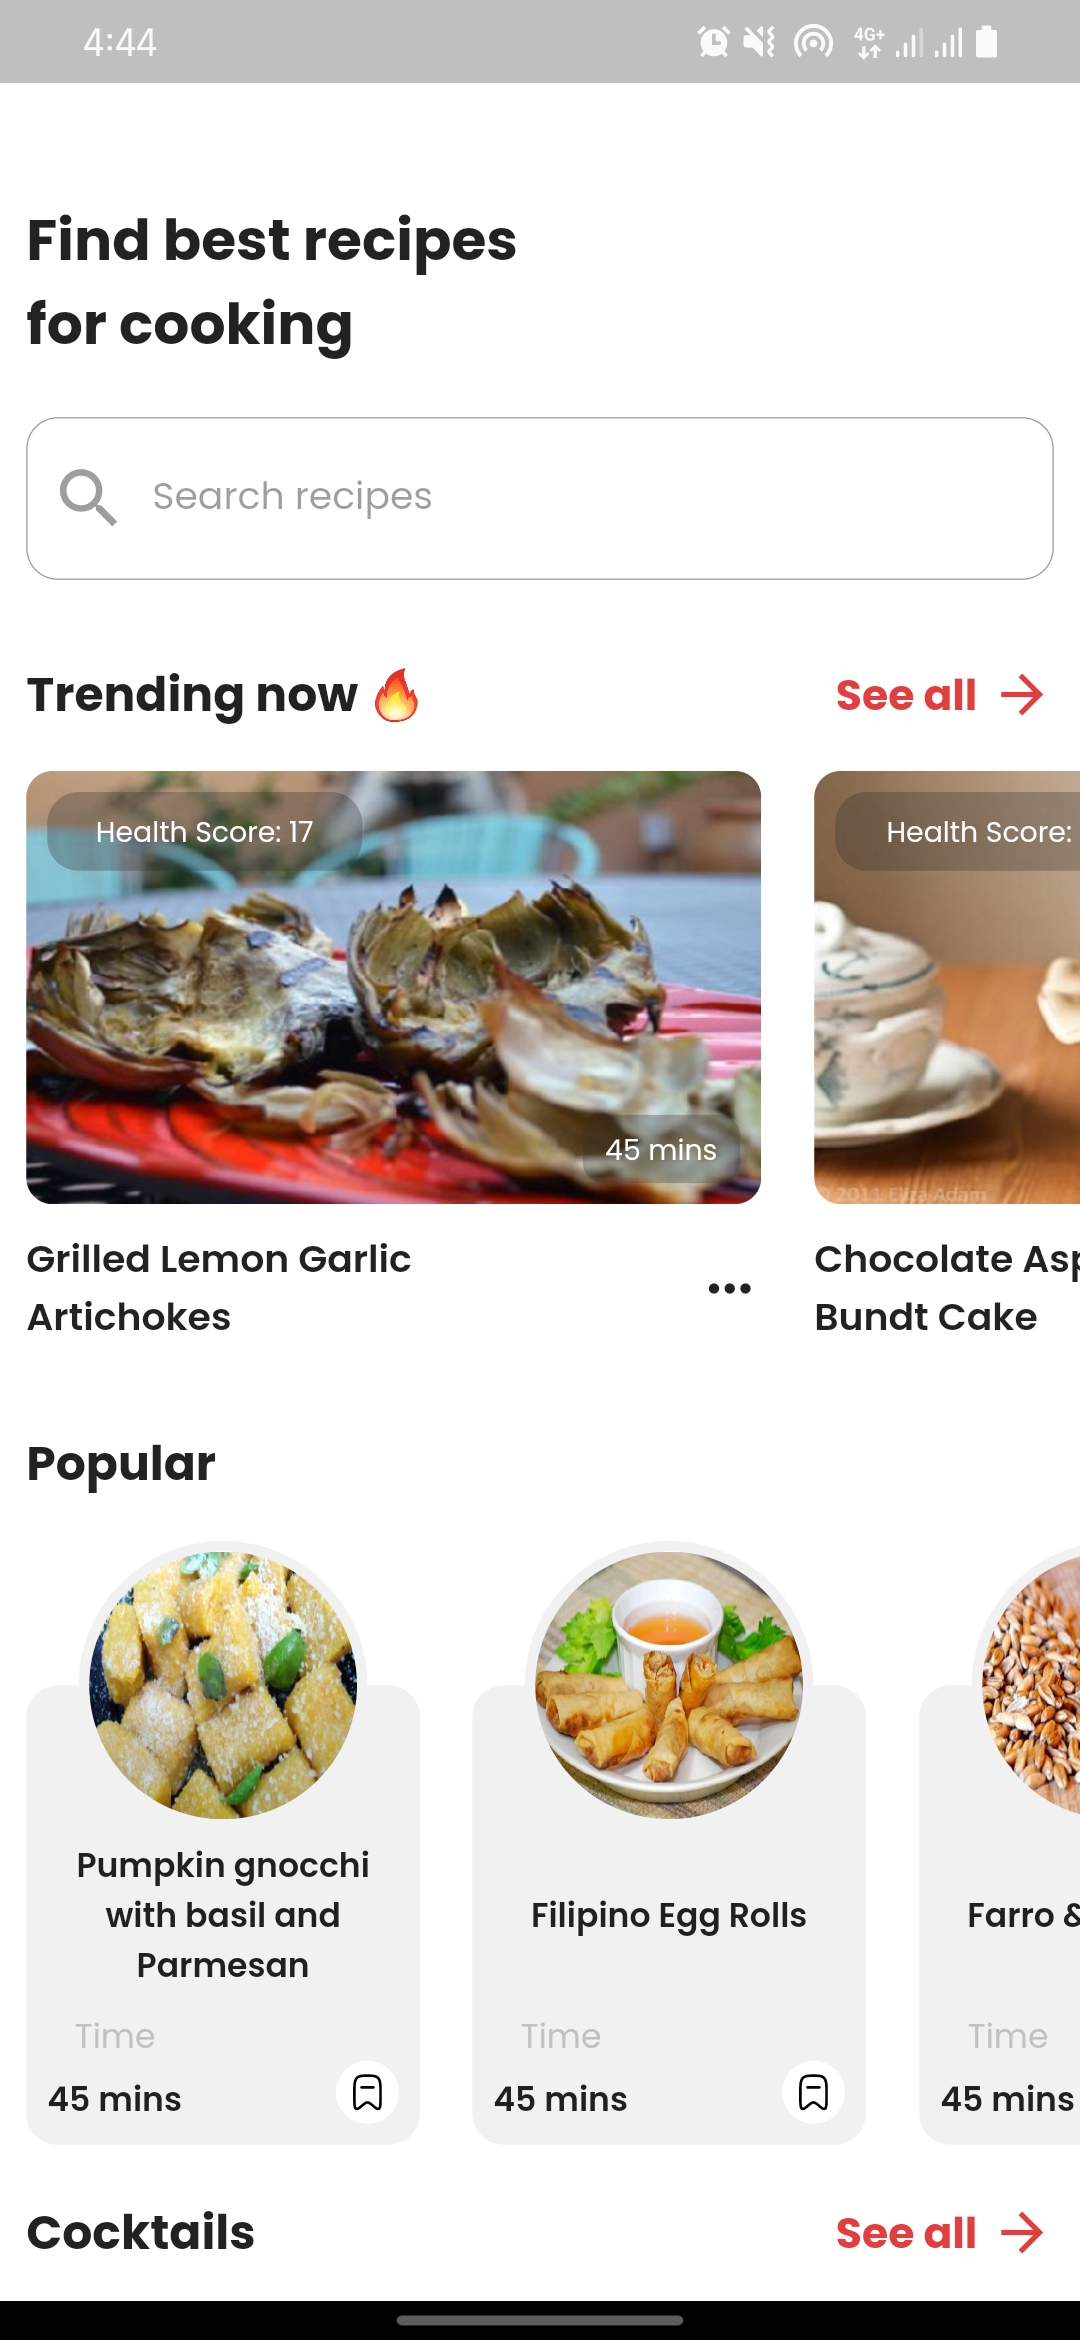 4:44
4G+
Find best recipes
for cooking
Search recipes
Trending now 🔥
See all
Health Score: 17
Health Score:
45 mins
© 2011 Eliza Adam
Grilled Lemon Garlic
Artichokes
Chocolate Asp
Bundt Cake
Popular
Pumpkin gnocchi
with basil and
Parmesan
Filipino Egg Rolls
Farro &
Time
Time
Time
45 mins
45 mins
45 mins
Cocktails
See all